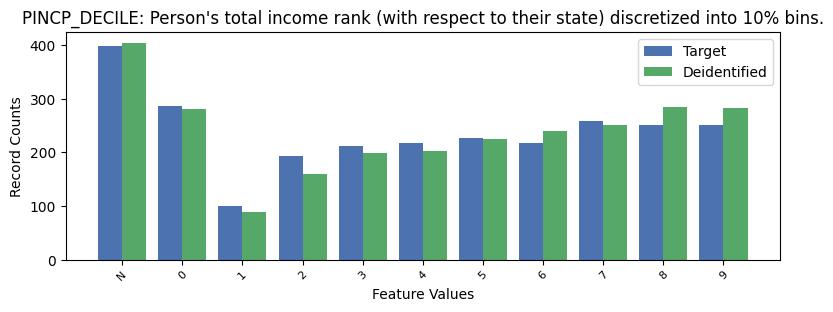 PINCP_DECILE: Person's total income rank (with respect to their state) discretized into 10% bins.
Target
Deidentified
Record Counts
400
300
200
100
0
N 0 1 2 3 4 5 6 7 8 9
Feature Values